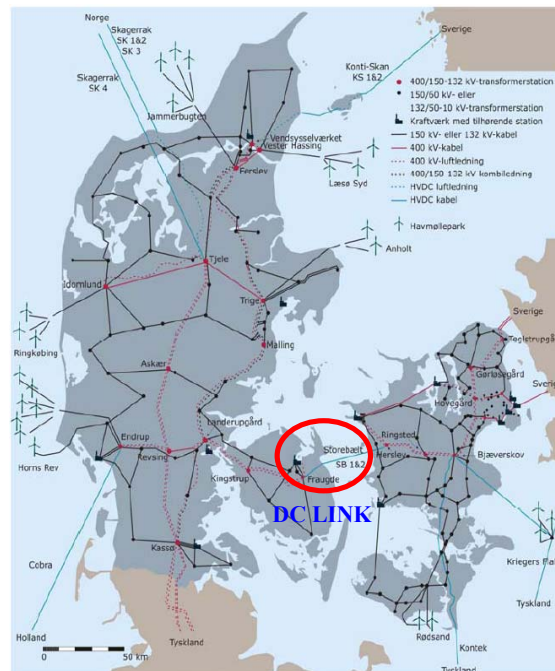 Norge
Skagerrak
SK 1&2
SK 3
Skagerrak
SK 4
Jammerbugten
Konti-Skan
KS 1&2
Sverige
400/150-132 kV-transformerstation
150/60 kV- eller
132/50-10 kV-transformerstation
Kraftværk med tilhørende station
150 kV- eller 132 kV-kabel
400 kV-kabel
400 kV-luftledning
400/150-132 kV kombiledning
HVDC luftledning
HVDC kabel
Havmøllepark
Vendsysselværket
Vester Hassing
Ferslev
Læsø Syd
Anholt
Tjele
Idomlund
Trige
Ringkøbing
Malling
Askær
Sverige
Teglstrupgård
Gørløsegård
Hovegård
Sveri
Landerupgård
Endrup
Revsing
Horns Rev
Kingstrup
Storebælt
SB 1&2
Fraugde
Ringsted
Herslev
Bjæverskov
DC LINK
Kassø
Cobra
Kriegers Fla
Holland
Rødsand
Tyskland
Kontek
Tyskland
Tyskland
0
50 km